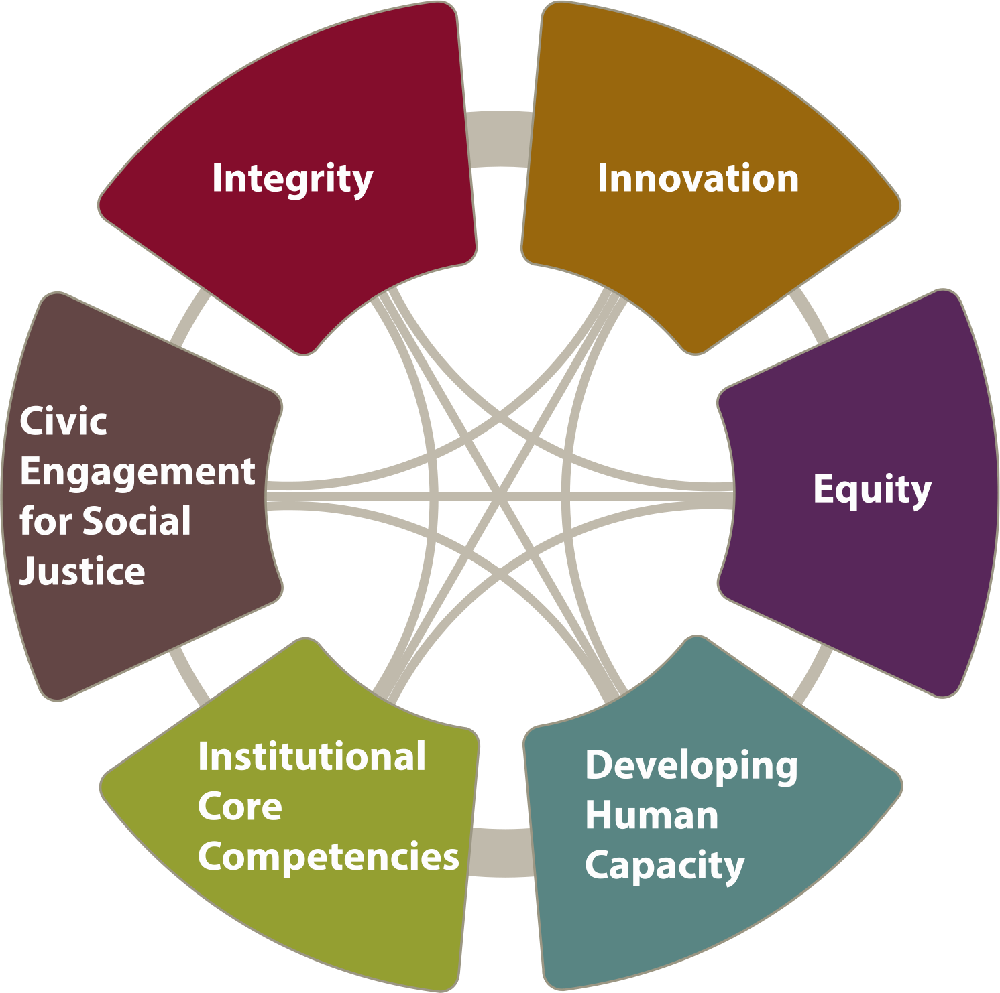 Integrity
Innovation
Civic
Engagement
for Social
Justice
Equity
Institutional
Core
Competencies
Developing
Human
Capacity